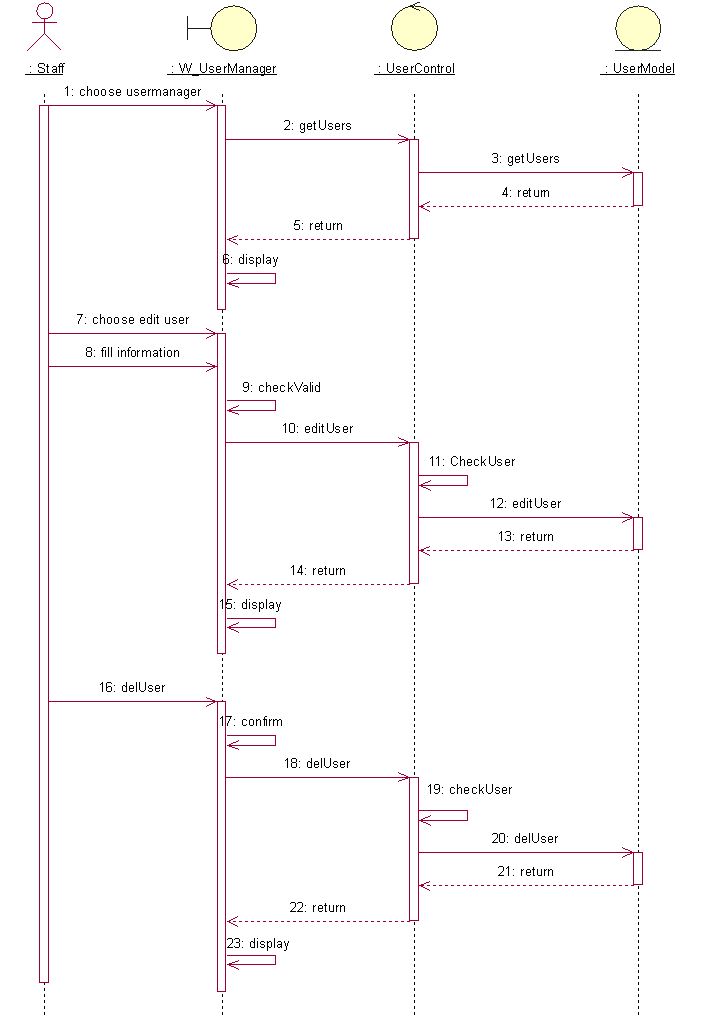 : Staff
: W_UserManager
: UserControl
: UserModel
1: choose usermanager
2: getUsers
3: getUsers
4: return
5: return
6: display
7: choose edit user
8: fill information
9: checkValid
10: editUser
11: CheckUser
12: editUser
13: return
14: return
15: display
16: delUser
17: confirm
18: delUser
19: checkUser
20: delUser
21: return
22: return
23: display